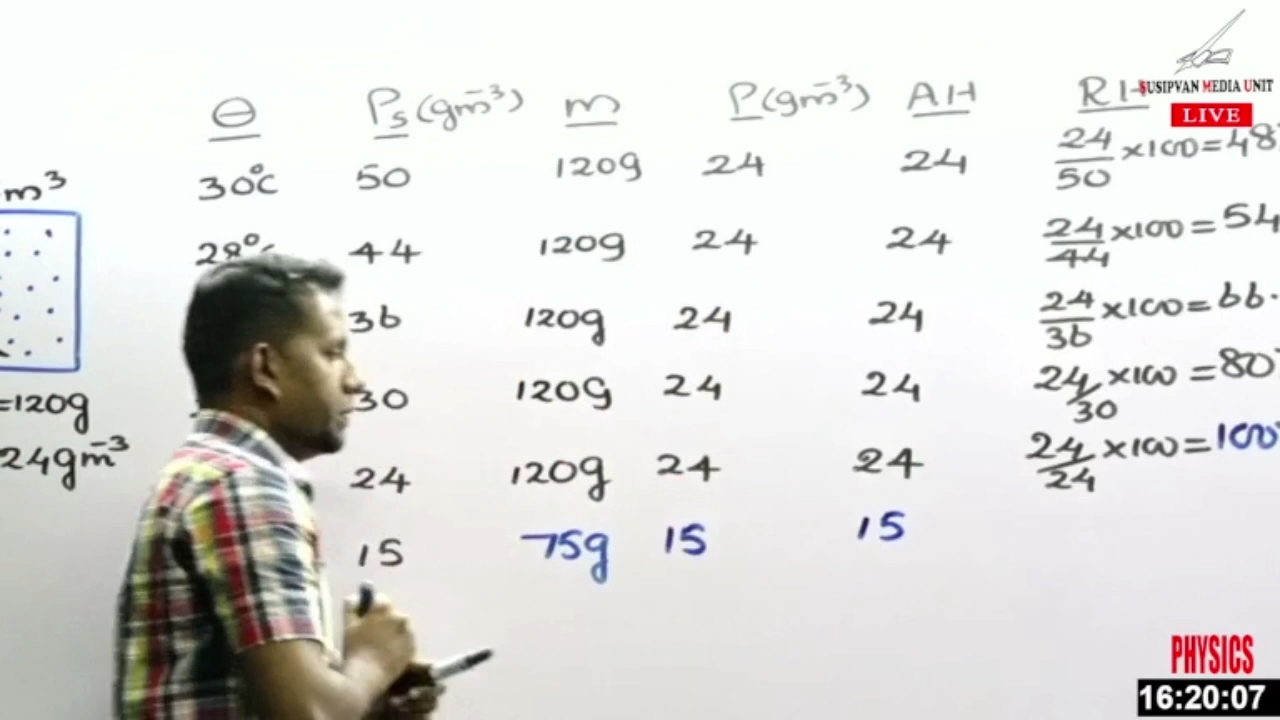 SUSIPVAN MEDIA UNIT
LIVE
θ Ps(gm⁻³) m ρ(gm⁻³) AH RH
30°c 50 120g 24 24 24/50 ×100=48
m³
28° 44 120g 24 24 24/44 ×100=54
36 120g 24 24 24/36 ×100=66.
30 120g 24 24 24/30 ×100=80
=120g
24gm⁻³
24 120g 24 24 24/24 ×100=100
15 75g 15 15
PHYSICS
16:20:07